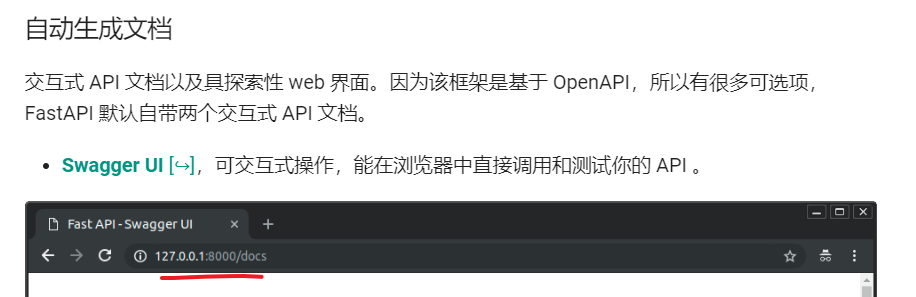 自动生成文档
交互式 API 文档以及具探索性 web 界面。因为该框架是基于 OpenAPI，所以有很多可选项，
FastAPI 默认自带两个交互式 API 文档。
• Swagger UI [↪]，可交互式操作，能在浏览器中直接调用和测试你的 API 。
Fast API - Swagger UI
127.0.0.1:8000/docs